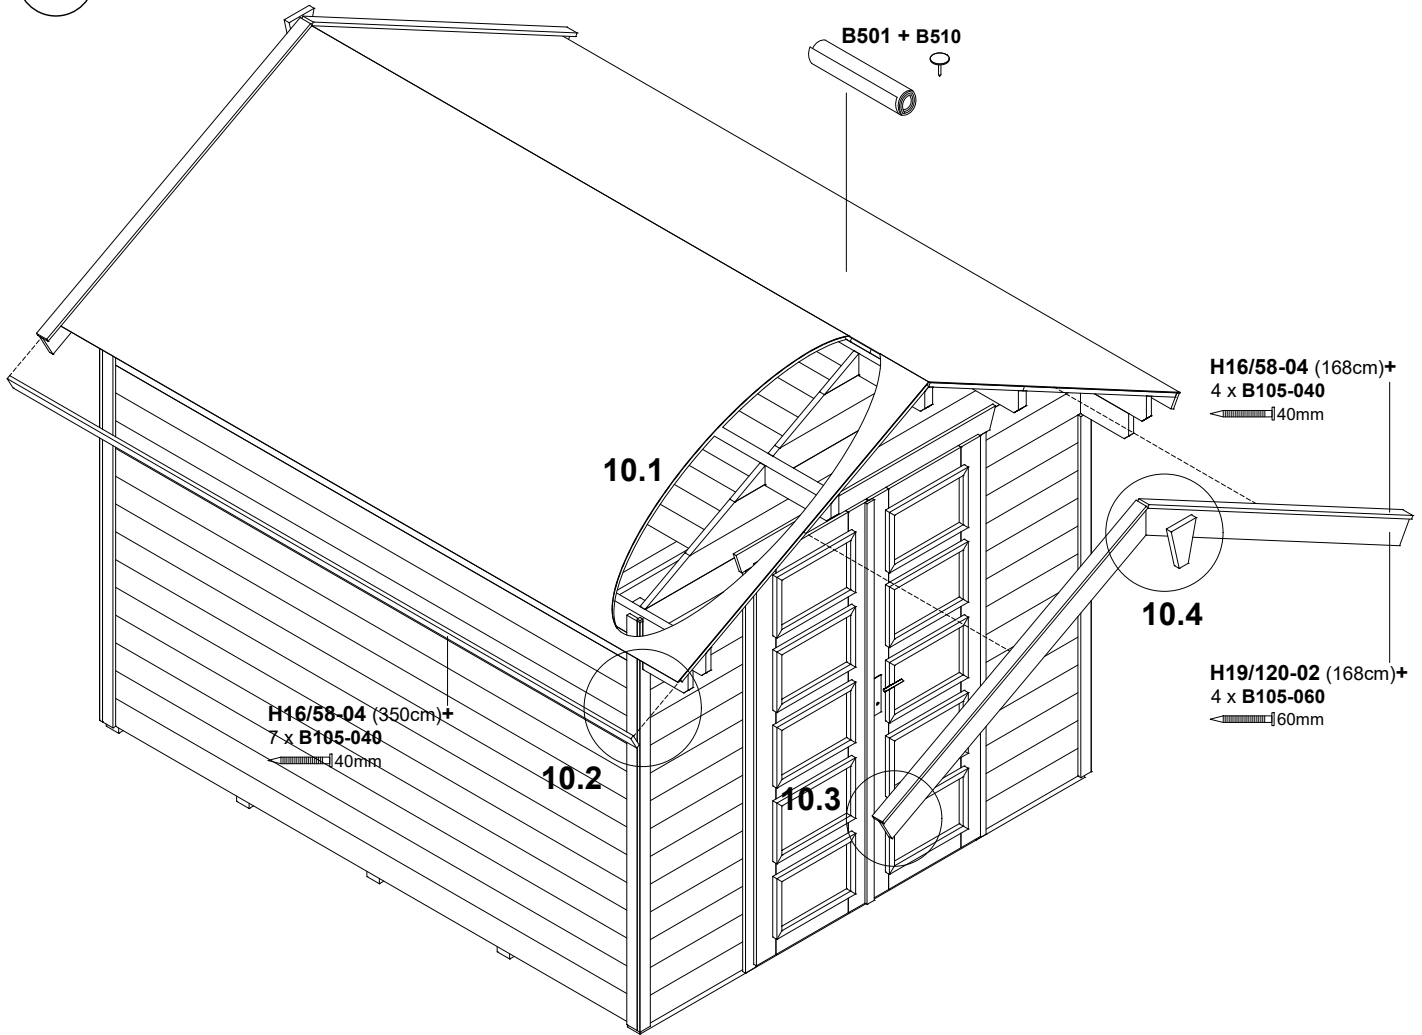 B501 + B510
H16/58-04 (168cm)+
4 x B105-040
40mm
10.1
10.4
H19/120-02 (168cm)+
4 x B105-060
60mm
H16/58-04 (350cm)+
7 x B105-040
40mm
10.2
10.3